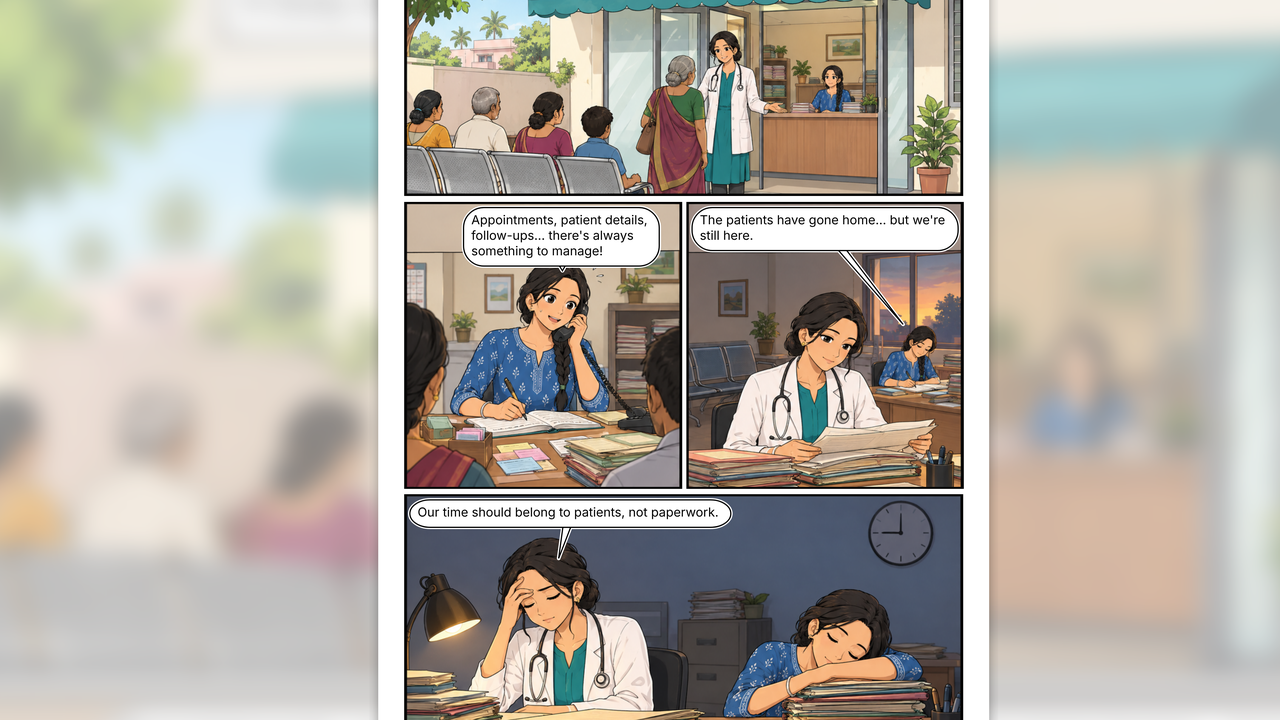 Appointments, patient details,
follow-ups... there's always
something to manage!
The patients have gone home... but we're
still here.
Our time should belong to patients, not paperwork.